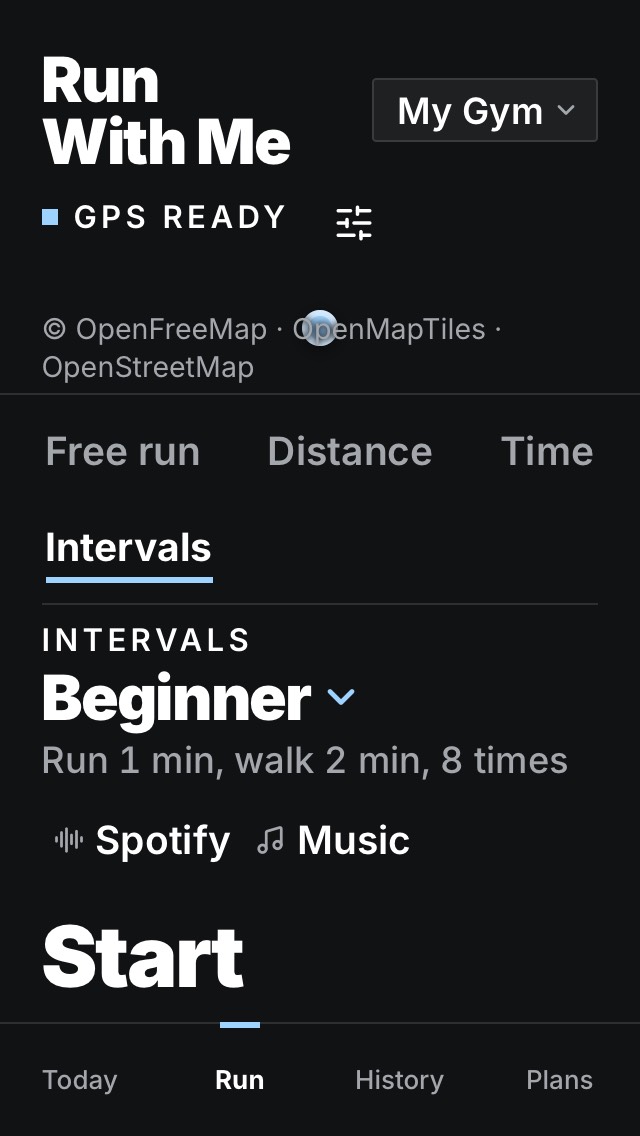 Run
With Me
My Gym
GPS READY
© OpenFreeMap · OpenMapTiles ·
OpenStreetMap
Free run Distance Time
Intervals
INTERVALS
Beginner
Run 1 min, walk 2 min, 8 times
Spotify Music
Start
Today Run History Plans